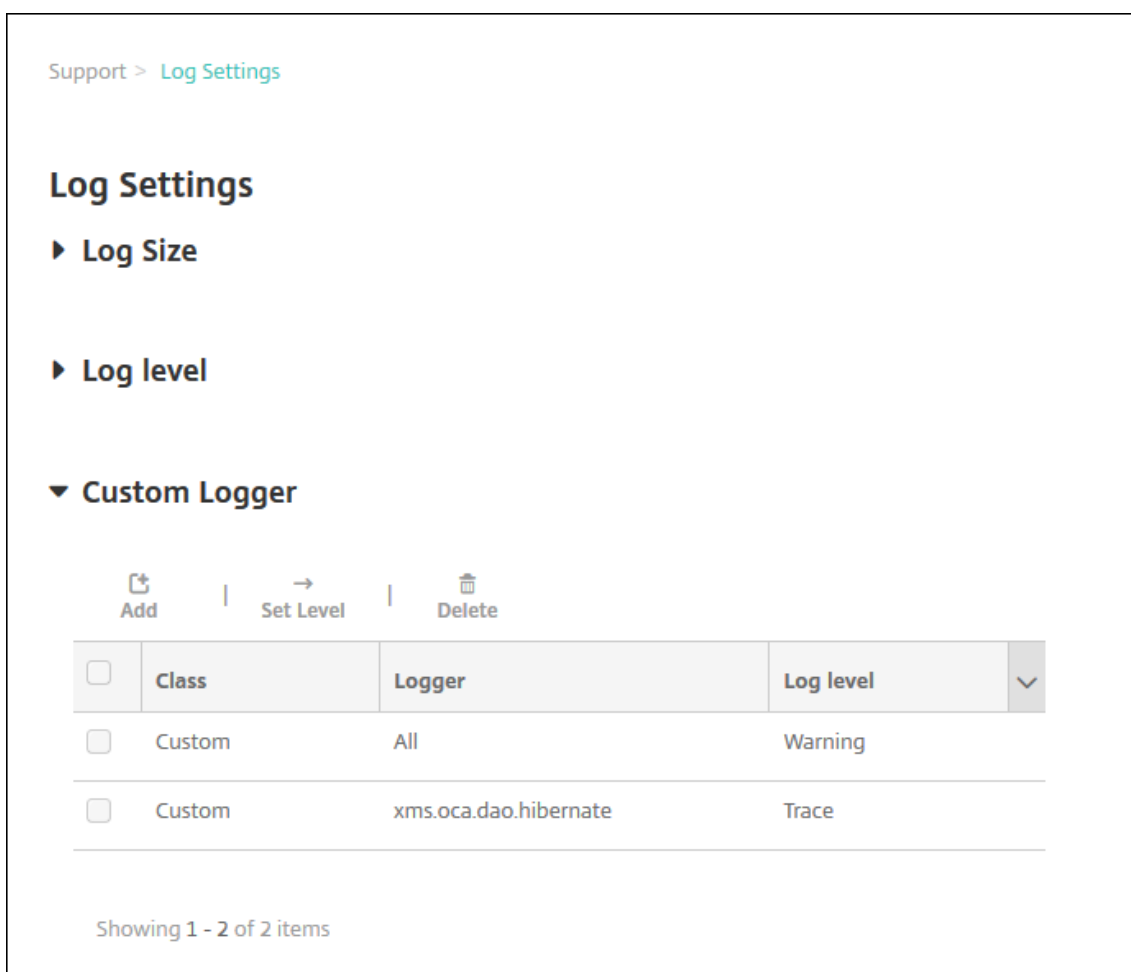 Support > Log Settings
Log Settings
Log Size
Log level
Custom Logger
Add | Set Level | Delete
Class Logger Log level
Custom All Warning
Custom xms.oca.dao.hibernate Trace
Showing 1 - 2 of 2 items